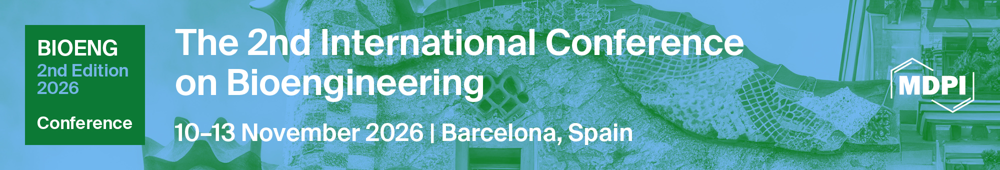 BIOENG
2nd Edition
2026
Conference
The 2nd International Conference
on Bioengineering
10–13 November 2026 | Barcelona, Spain
MDPI